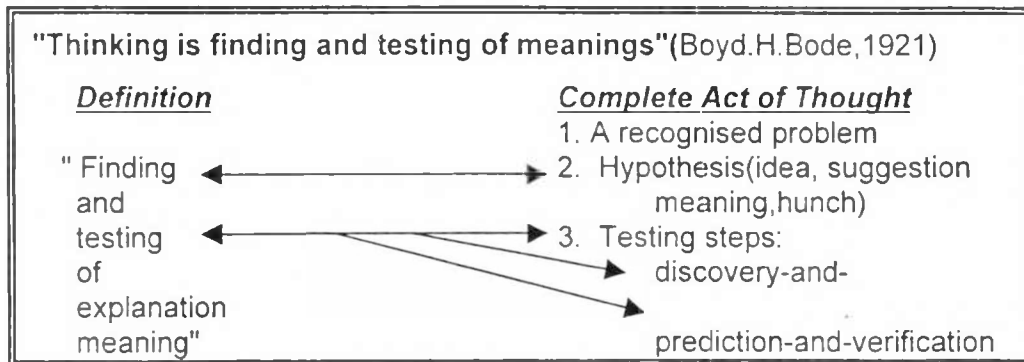 "Thinking is finding and testing of meanings"(Boyd.H.Bode,1921)
Definition
Complete Act of Thought
1. A recognised problem
" Finding
2. Hypothesis(idea, suggestion
and
meaning,hunch)
testing
3. Testing steps:
of
discovery-and-
explanation
meaning"
prediction-and-verification